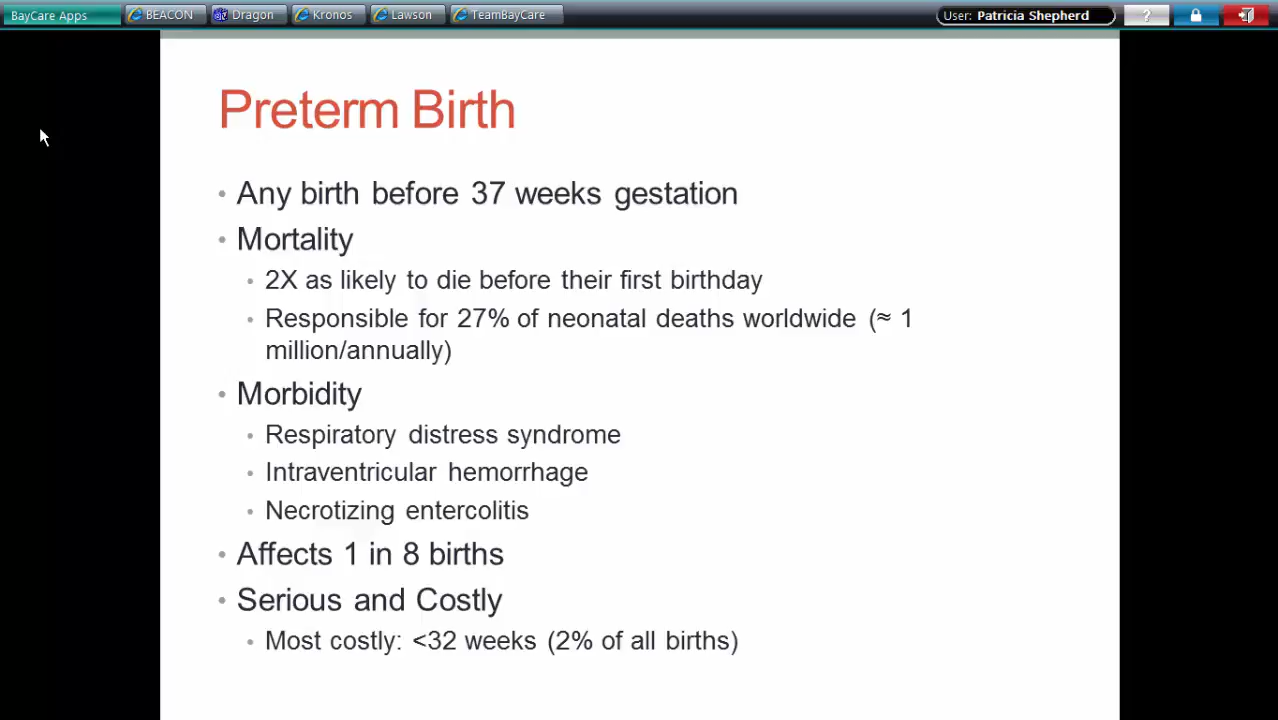 BayCare Apps BEACON Dragon Kronos Lawson TeamBayCare User: Patricia Shepherd ?
Preterm Birth
• Any birth before 37 weeks gestation
• Mortality
• 2X as likely to die before their first birthday
• Responsible for 27% of neonatal deaths worldwide (≈ 1
million/annually)
• Morbidity
• Respiratory distress syndrome
• Intraventricular hemorrhage
• Necrotizing entercolitis
• Affects 1 in 8 births
• Serious and Costly
• Most costly: <32 weeks (2% of all births)